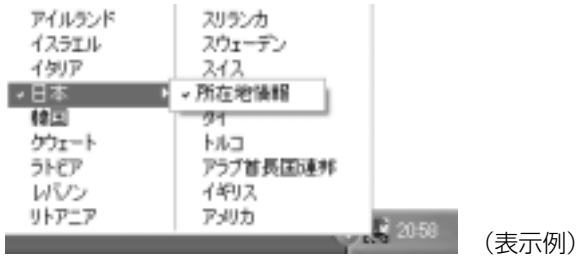 アイルランド
イスラエル
イタリア
日本
韓国
クウェート
ラトビア
レバノン
リトアニア
スリランカ
スウェーデン
スイス
所在地情報
タイ
トルコ
アラブ首長国連邦
イギリス
アメリカ
20:58
（表示例）